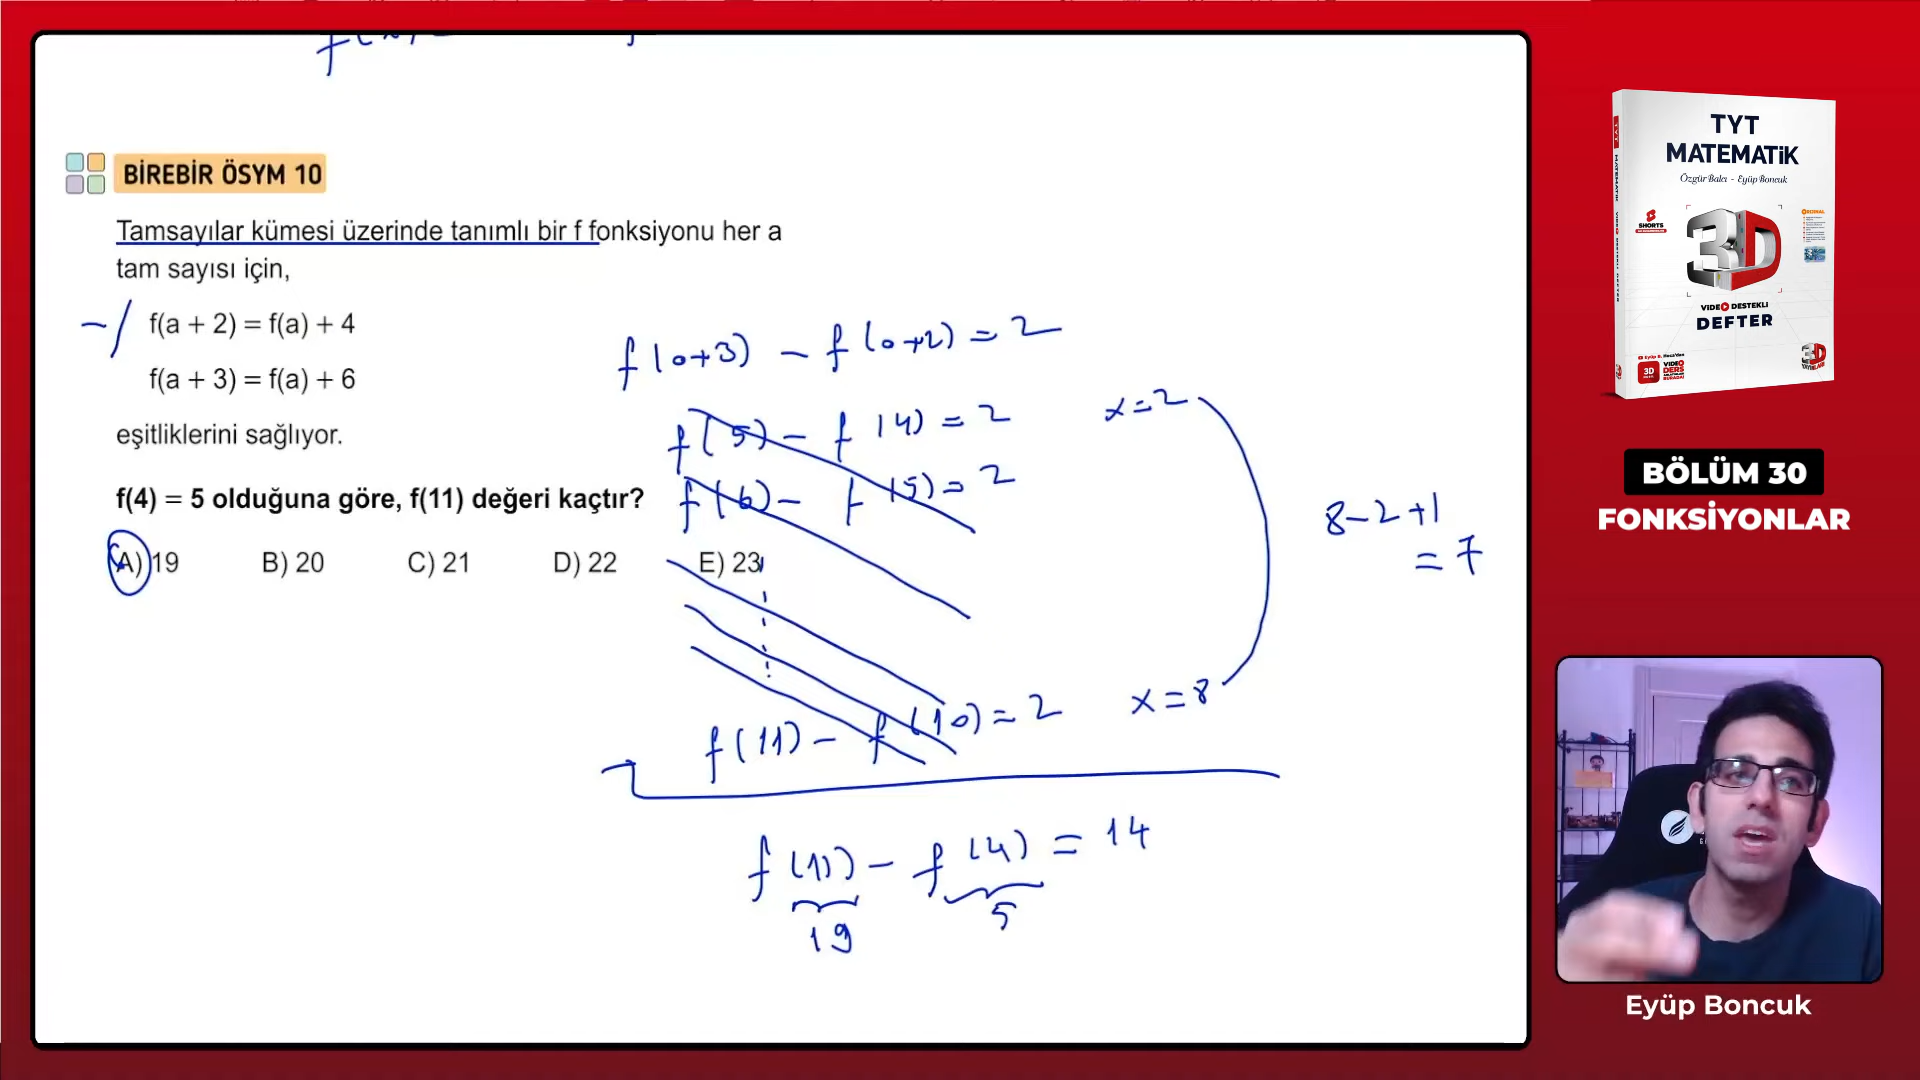 BİREBİR ÖSYM 10
Tamsayılar kümesi üzerinde tanımlı bir f fonksiyonu her a
tam sayısı için,
f(a + 2) = f(a) + 4
f(a + 3) = f(a) + 6
eşitliklerini sağlıyor.
f(4) = 5 olduğuna göre, f(11) değeri kaçtır?
A) 19 B) 20 C) 21 D) 22 E) 23
f(a+3) - f(a+2) = 2
f(5) - f(4) = 2 x=2
f(6) - f(5) = 2
f(11) - f(10) = 2 x=8
8-2+1
= 7
f(11) - f(4) = 14
19 5
TYT
MATEMATİK
Özgür Balcı - Eyüp Boncuk
SHORTS
3D
VIDEO DESTEKLİ
DEFTER
BÖLÜM 30
FONKSİYONLAR
Eyüp Boncuk